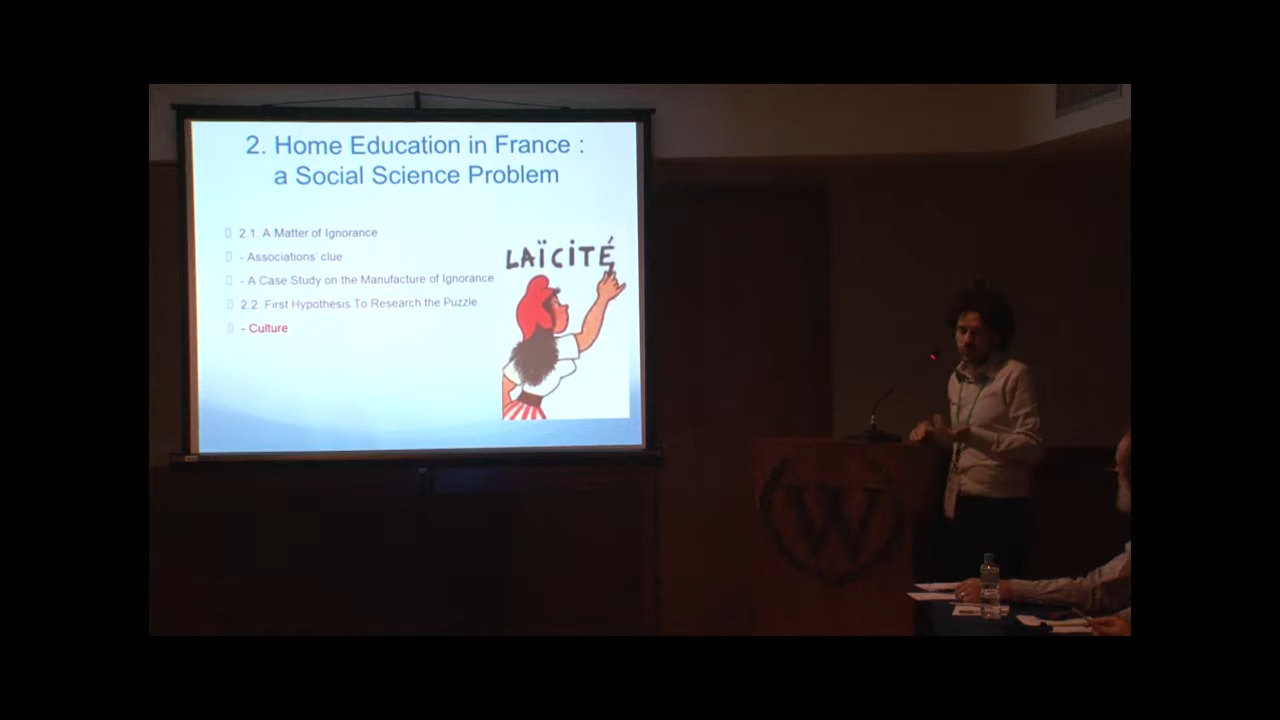 2. Home Education in France :
a Social Science Problem
2.1. A Matter of Ignorance
- Associations' clue
- A Case Study on the Manufacture of Ignorance
2.2. First Hypothesis To Research the Puzzle
- Culture
LAÏCITÉ
W